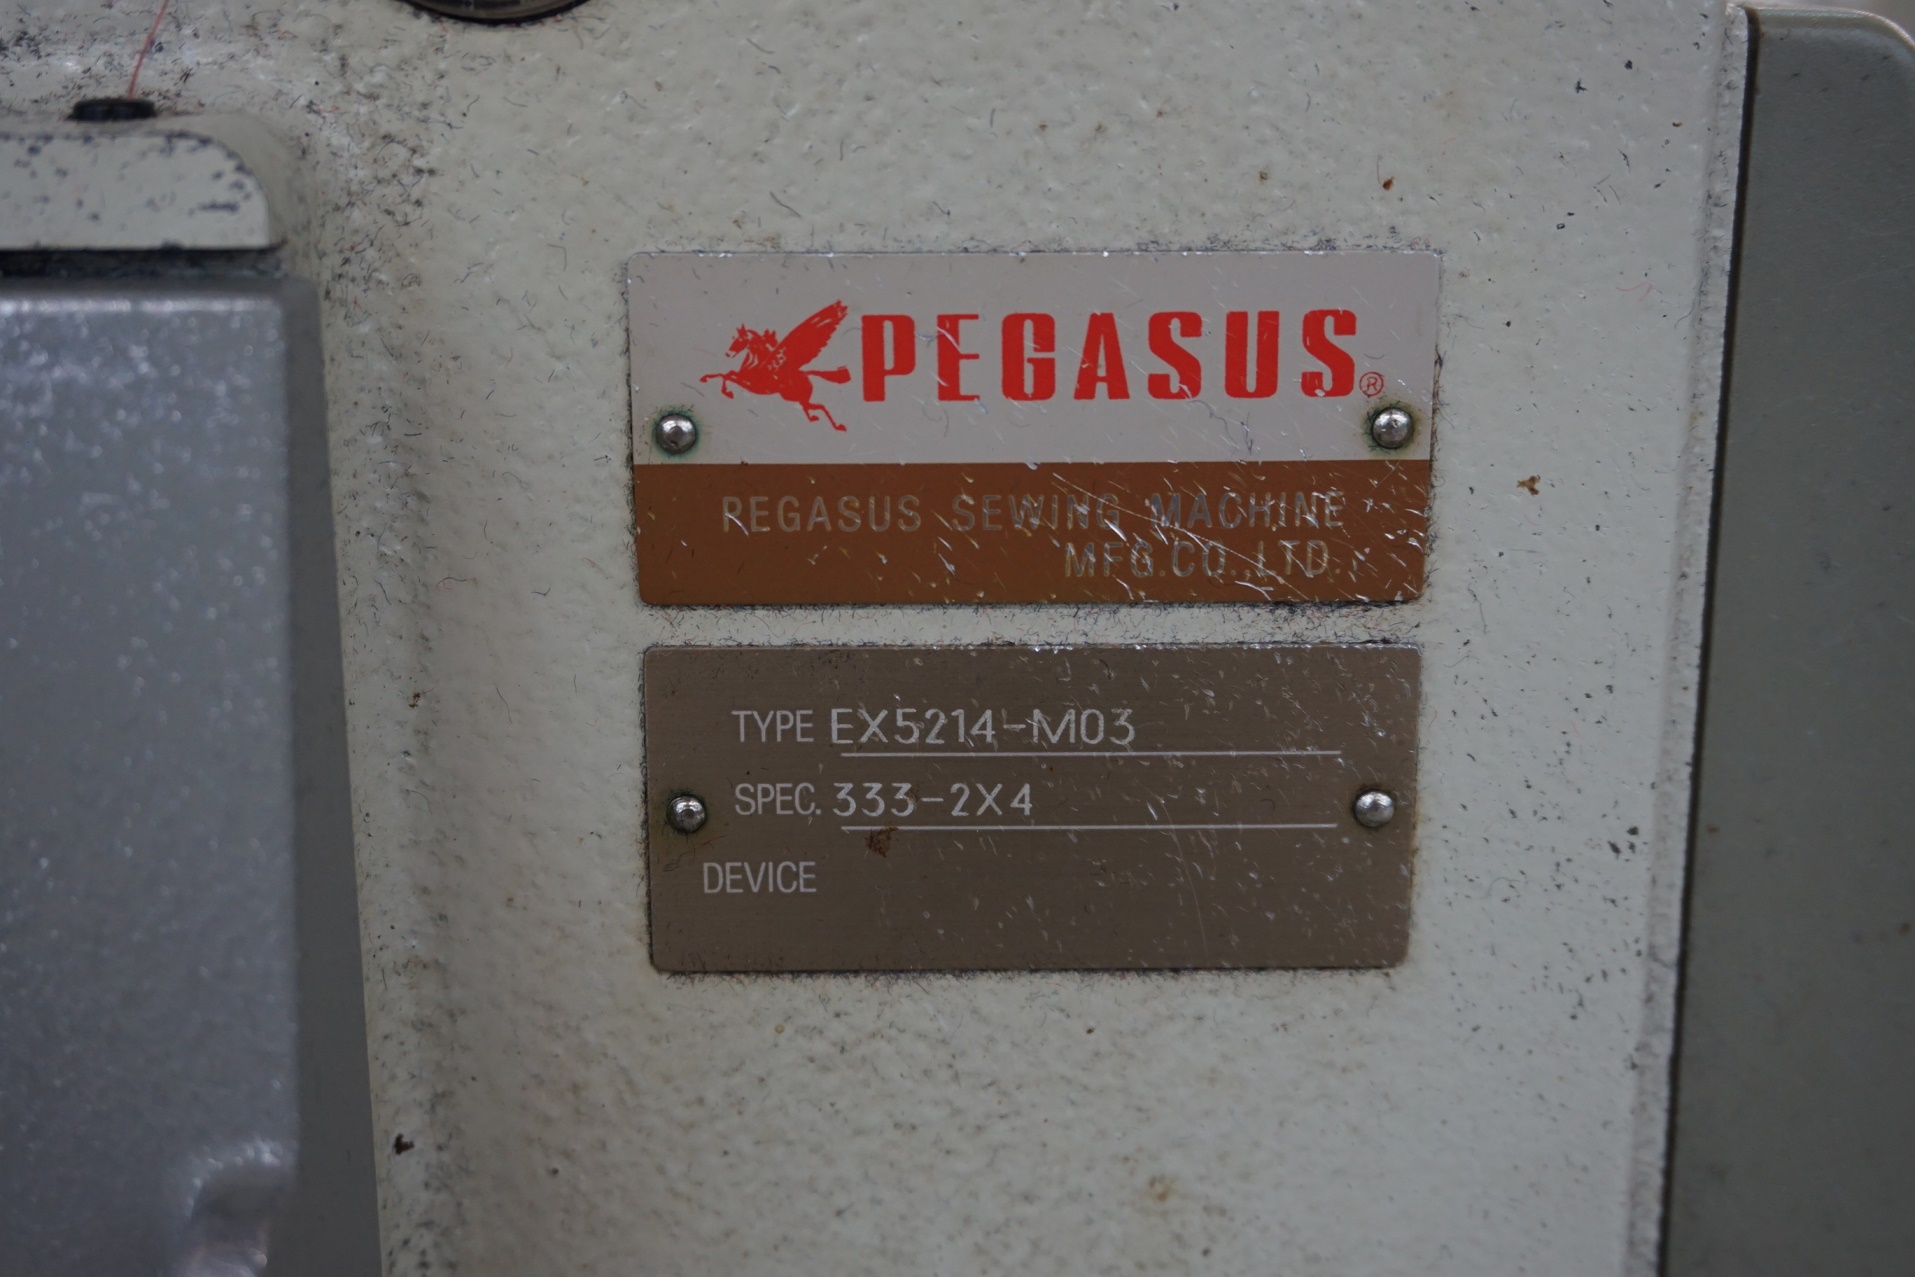 PEGASUS®
PEGASUS SEWING MACHINE
MFG.CO.,LTD.
TYPE EX5214-M03
SPEC. 333-2X4
DEVICE